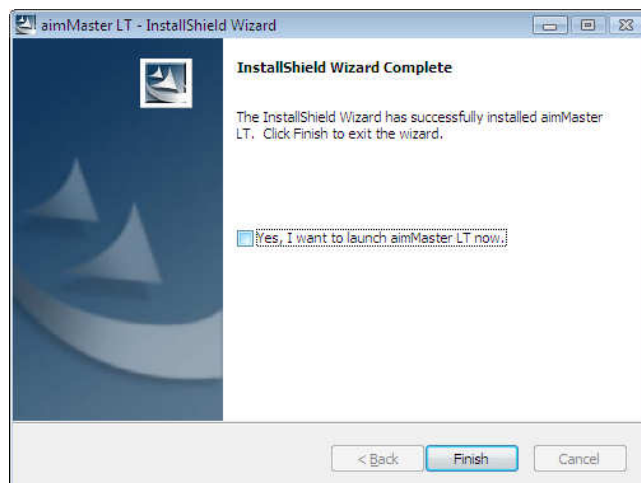 aimMaster LT - InstallShield Wizard
InstallShield Wizard Complete
The InstallShield Wizard has successfully installed aimMaster
LT. Click Finish to exit the wizard.
Yes, I want to launch aimMaster LT now.
< Back
Finish
Cancel